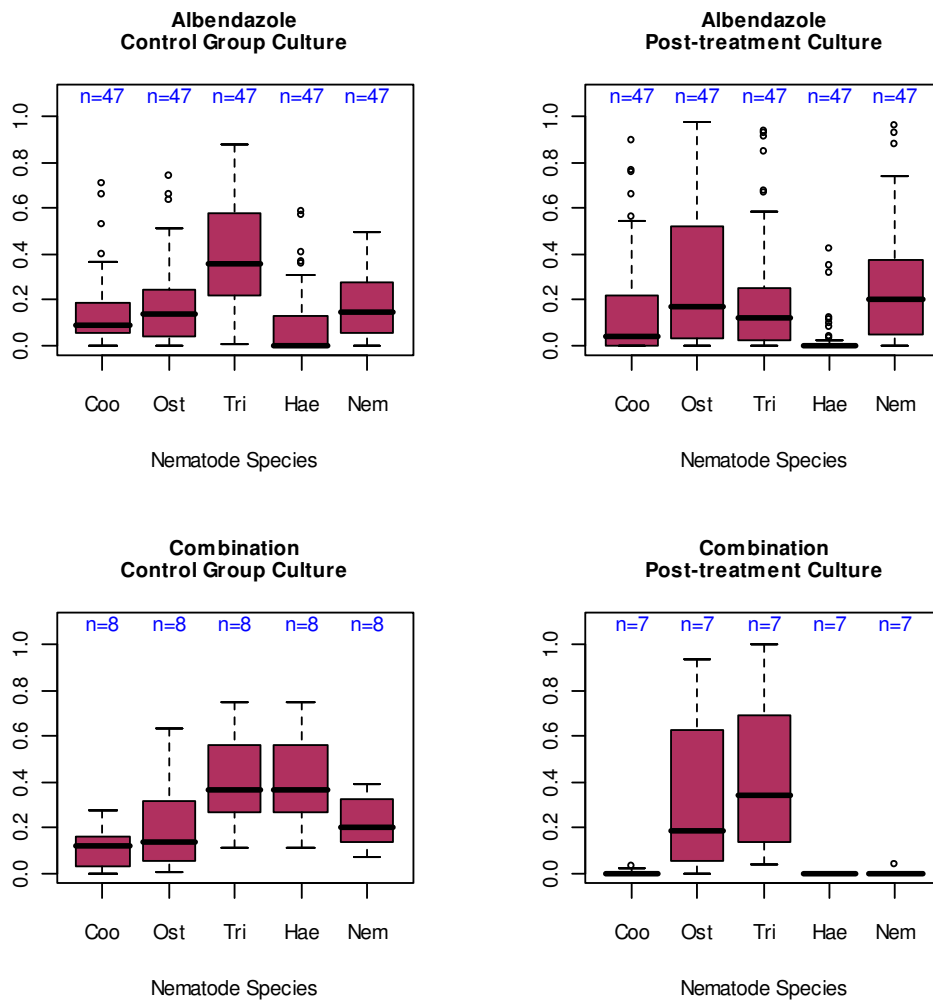 Albendazole
Control Group Culture
n=47 n=47 n=47 n=47 n=47
1.0
0.8
0.6
0.4
0.2
0.0
Coo Ost Tri Hae Nem
Nematode Species
Albendazole
Post-treatment Culture
n=47 n=47 n=47 n=47 n=47
1.0
0.8
0.6
0.4
0.2
0.0
Coo Ost Tri Hae Nem
Nematode Species
Combination
Control Group Culture
n=8 n=8 n=8 n=8 n=8
1.0
0.8
0.6
0.4
0.2
0.0
Coo Ost Tri Hae Nem
Nematode Species
Combination
Post-treatment Culture
n=7 n=7 n=7 n=7 n=7
1.0
0.8
0.6
0.4
0.2
0.0
Coo Ost Tri Hae Nem
Nematode Species